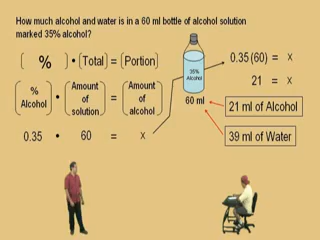 How much alcohol and water is in a 60 ml bottle of alcohol solution
marked 35% alcohol?
( % ) • (Total) = (Portion)
(% Alcohol) • (Amount of solution) = (Amount of alcohol)
0.35 • 60 = x
35%
Alcohol
60 ml
0.35 (60) = x
21 = x
21 ml of Alcohol
39 ml of Water